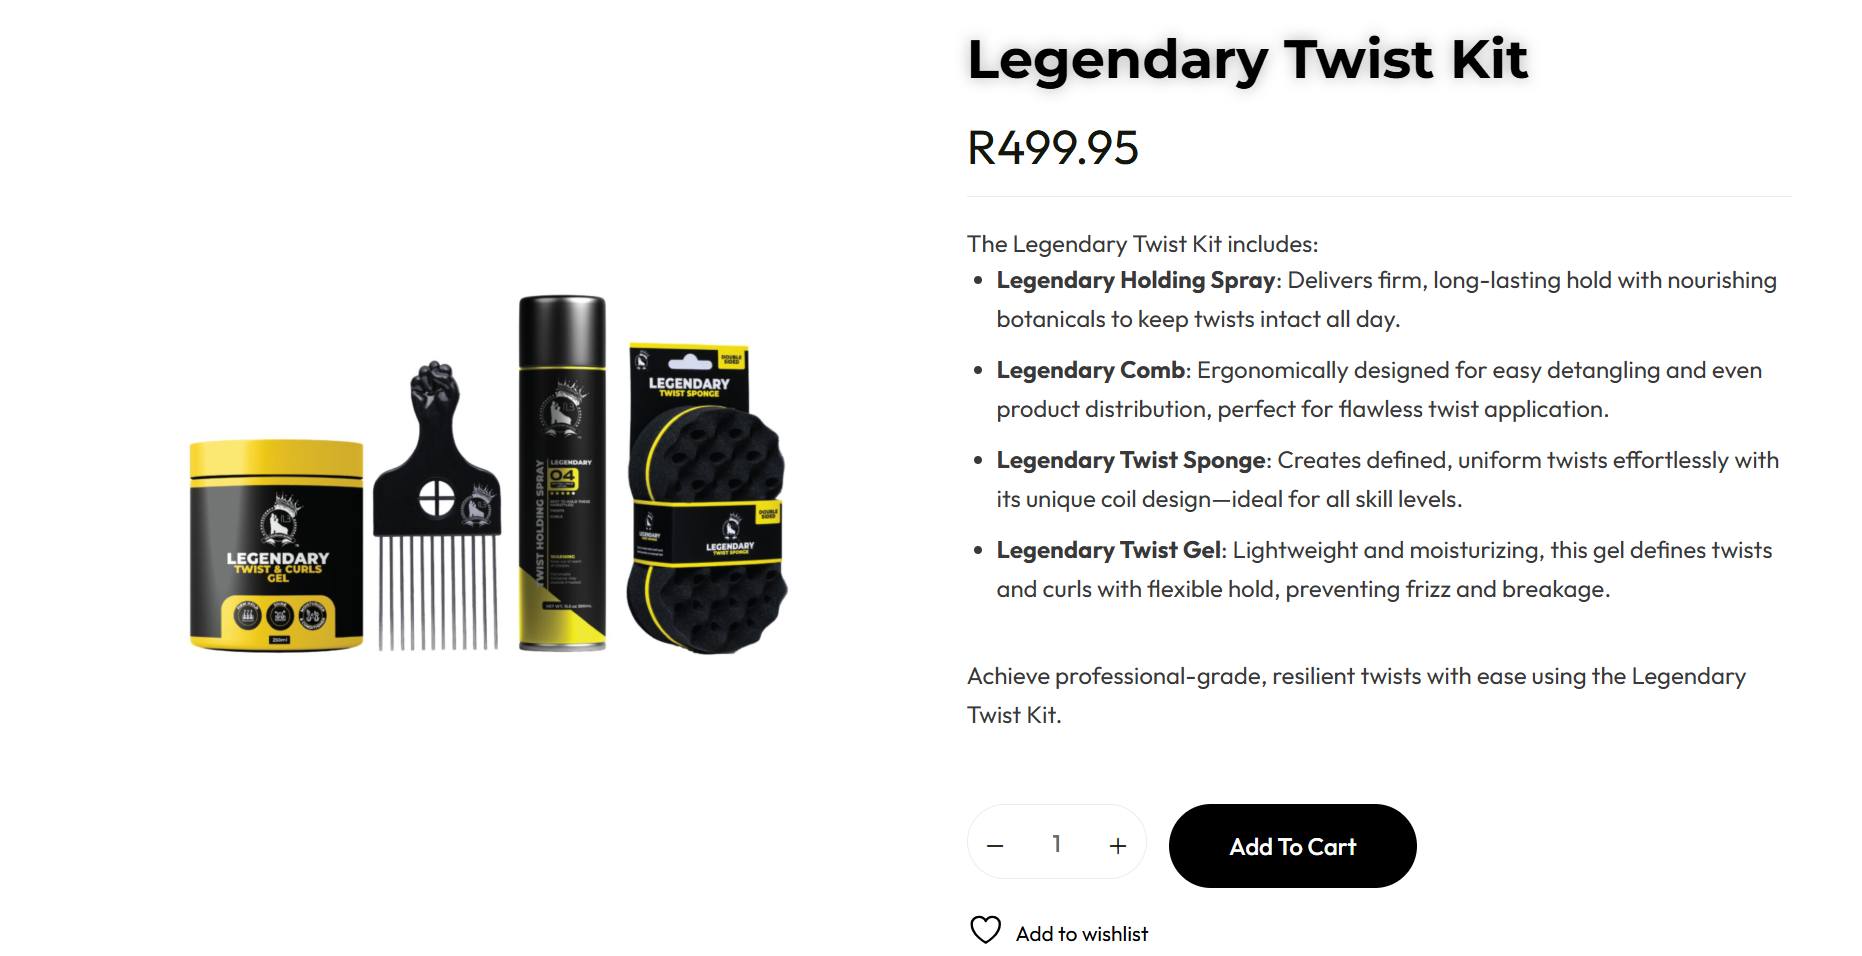 Legendary Twist Kit
R499.95
The Legendary Twist Kit includes:
Legendary Holding Spray: Delivers firm, long-lasting hold with nourishing
botanicals to keep twists intact all day.
Legendary Comb: Ergonomically designed for easy detangling and even
product distribution, perfect for flawless twist application.
Legendary Twist Sponge: Creates defined, uniform twists effortlessly with
its unique coil design—ideal for all skill levels.
Legendary Twist Gel: Lightweight and moisturizing, this gel defines twists
and curls with flexible hold, preventing frizz and breakage.
Achieve professional-grade, resilient twists with ease using the Legendary
Twist Kit.
1
Add To Cart
Add to wishlist
LEGENDARY
TWIST & CURLS
GEL
250ml
TWIST HOLDING SPRAY
LEGENDARY
04
WARNING
LEGENDARY
TWIST SPONGE
DOUBLE
SIDED
DOUBLE
SIDED
LEGENDARY
TWIST SPONGE